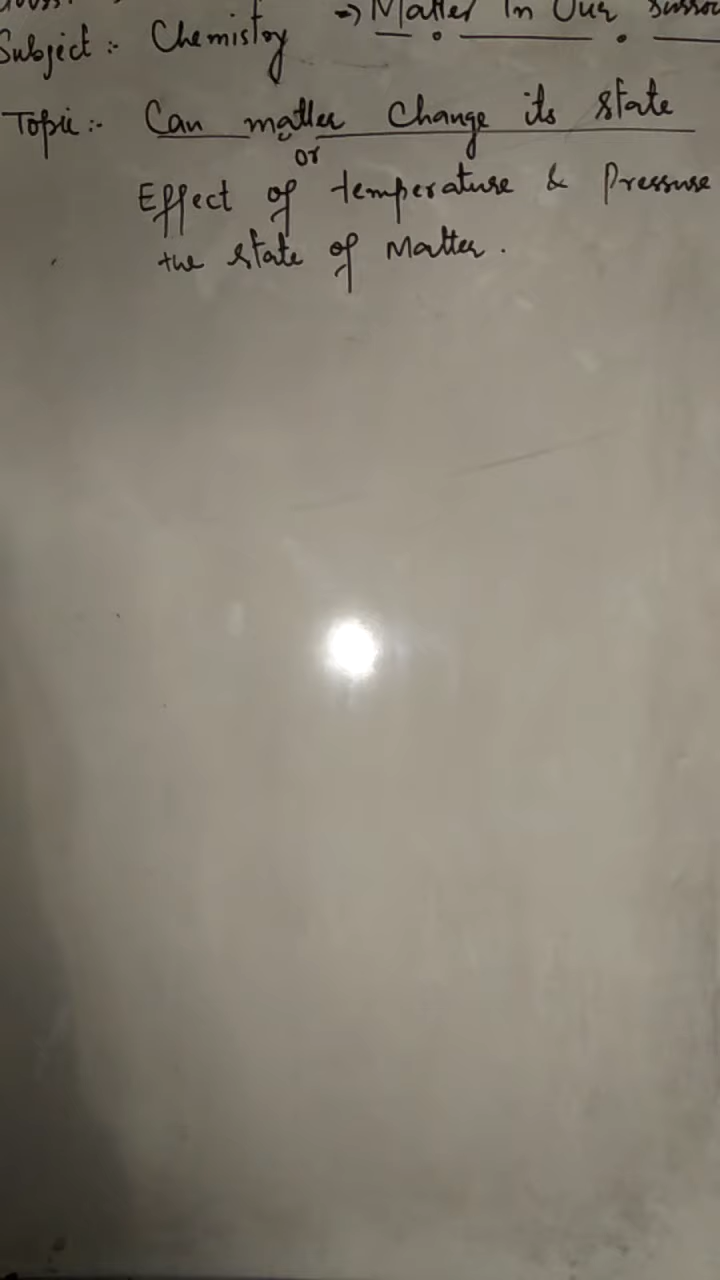 =) Matter In Our
Subject :- Chemistry
Topic :- Can matter change its state
or
Effect of temperature & Pressure
the state of Matter .